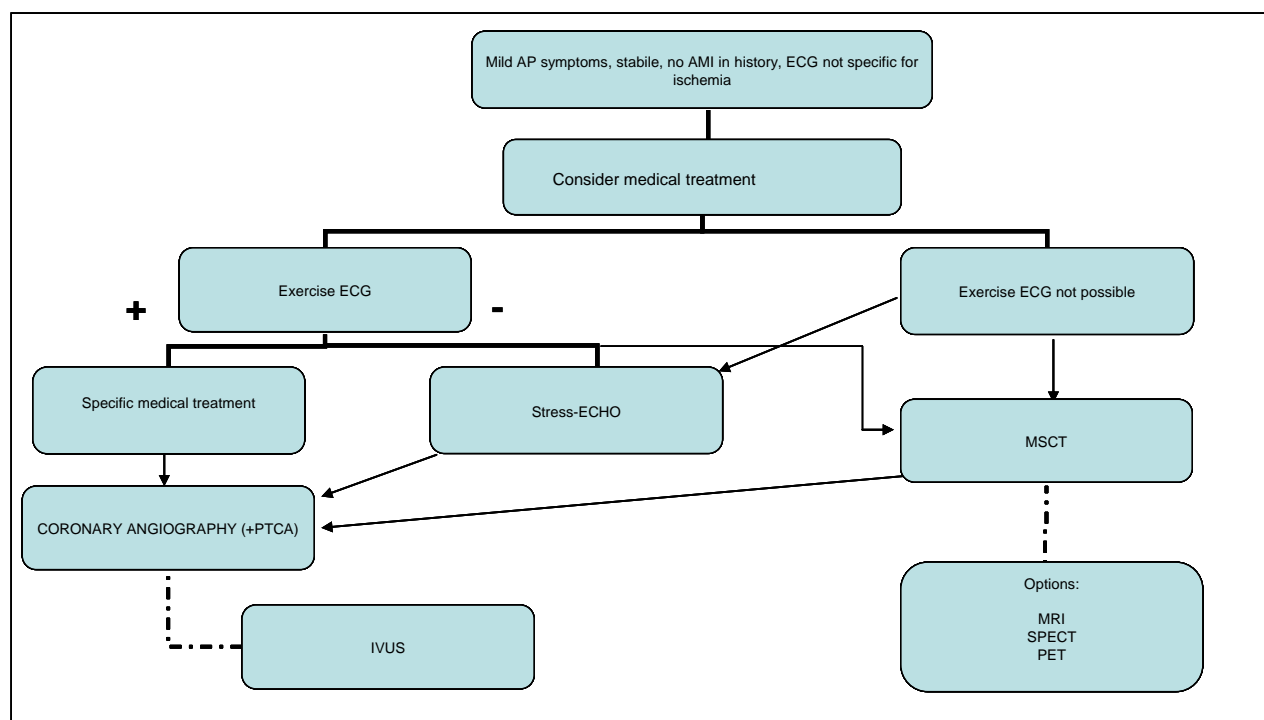 Mild AP symptoms, stabile, no AMI in history, ECG not specific for
ischemia
Consider medical treatment
Exercise ECG
Exercise ECG not possible
+
-
Specific medical treatment
Stress-ECHO
MSCT
CORONARY ANGIOGRAPHY (+PTCA)
Options:
MRI
SPECT
PET
IVUS